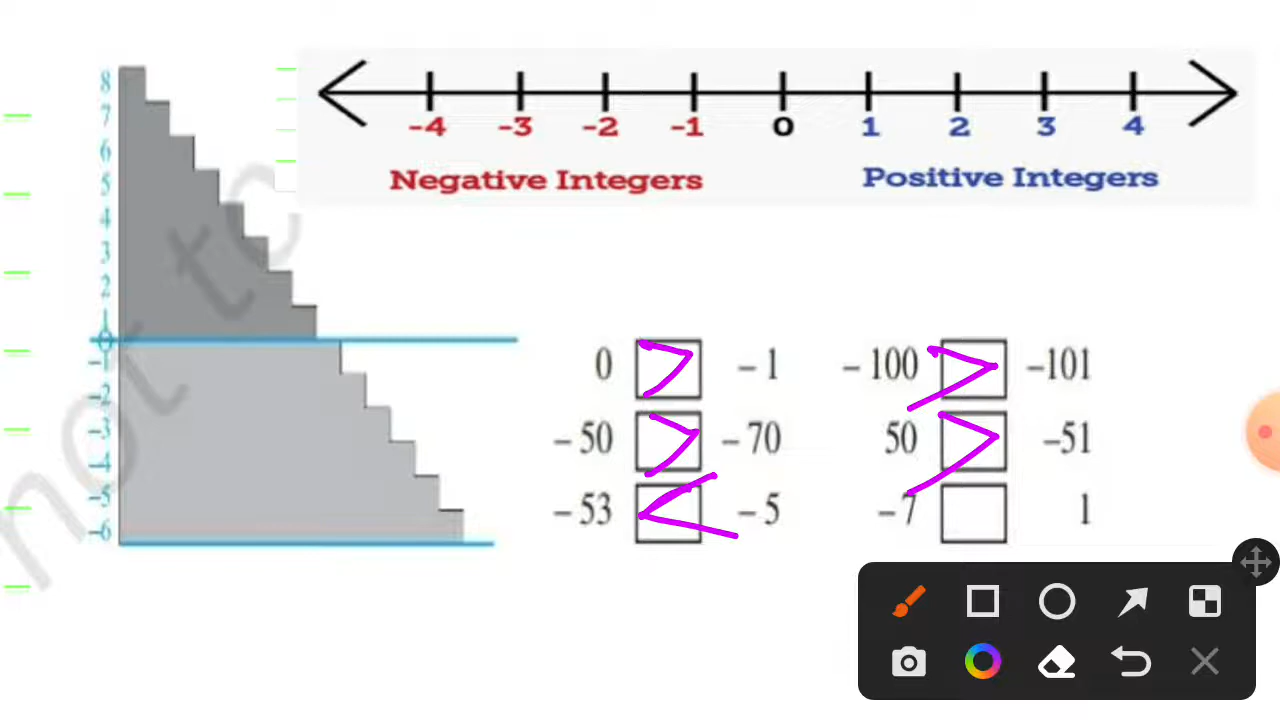 8
7
6
5
4
3
2
1
0
-1
-2
-3
-4
-5
-6
-4 -3 -2 -1 0 1 2 3 4
Negative Integers Positive Integers
0 > – 1 – 100 > –101
– 50 > – 70 50 > –51
– 53 < – 5 –7 1
not to